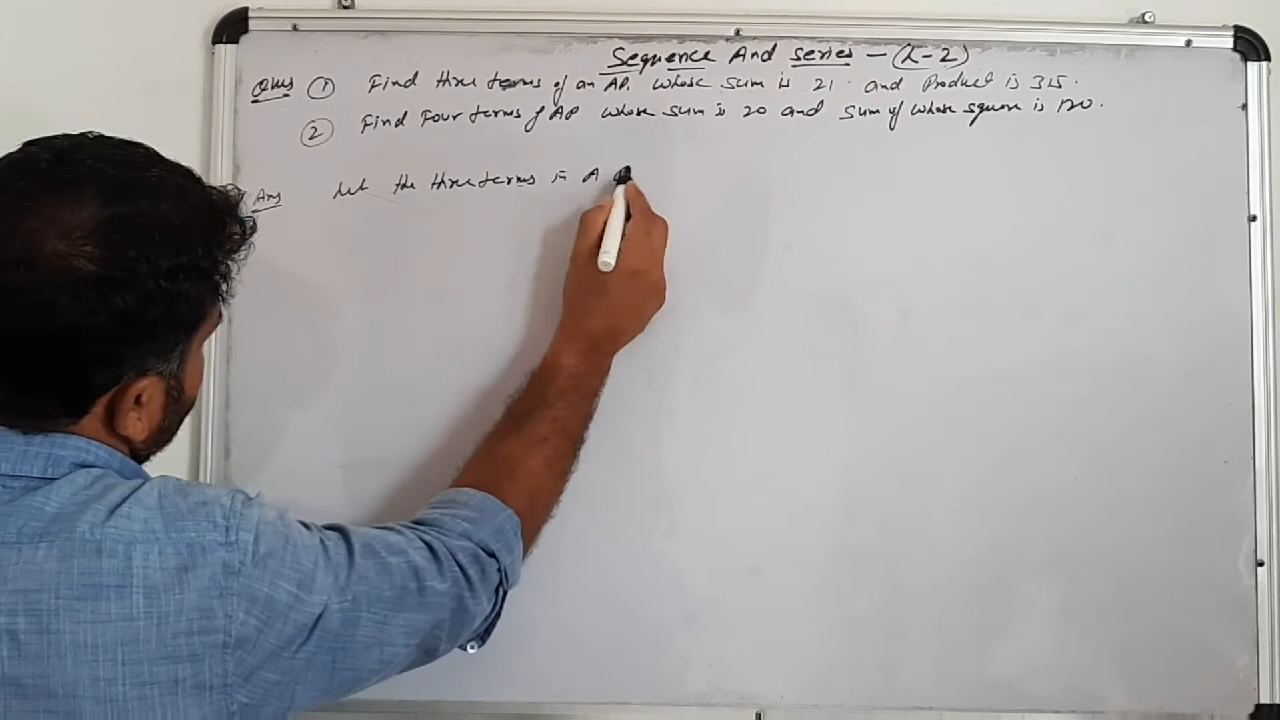 Sequence And series - (L-2)
Ques ① Find three terms of an AP. whose sum is 21. and Product is 315.
② Find Four terms of AP whose sum is 20 and sum of whose square is 120.
Ans Let the three terms in A